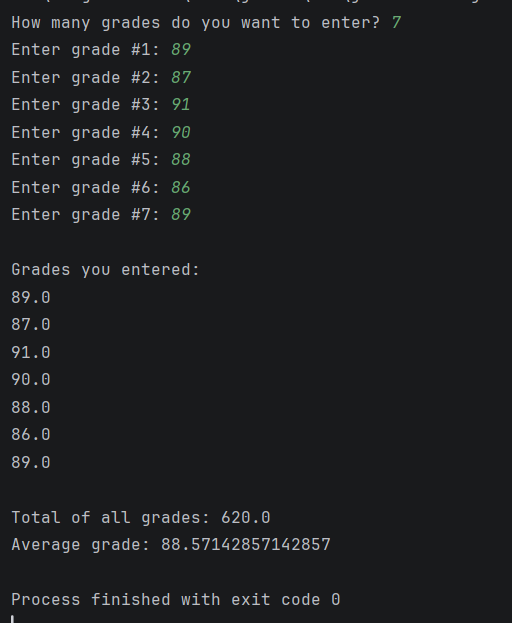 How many grades do you want to enter? 7
Enter grade #1: 89
Enter grade #2: 87
Enter grade #3: 91
Enter grade #4: 90
Enter grade #5: 88
Enter grade #6: 86
Enter grade #7: 89
Grades you entered:
89.0
87.0
91.0
90.0
88.0
86.0
89.0
Total of all grades: 620.0
Average grade: 88.57142857142857
Process finished with exit code 0